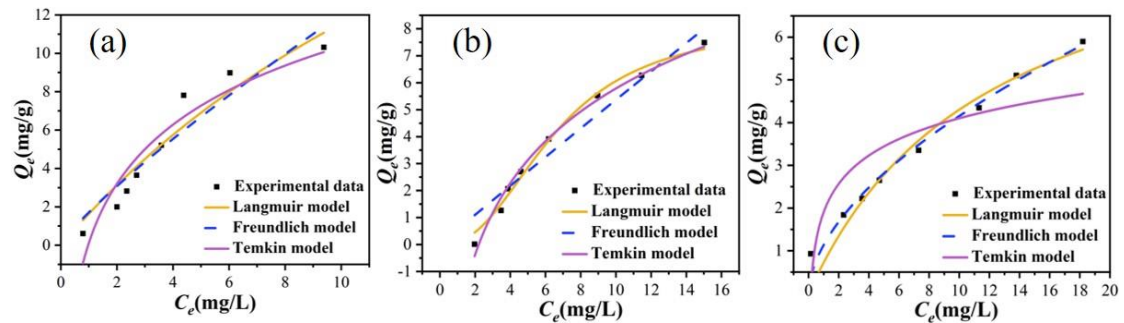 (a)
12
10
8
6
4
2
0
Qe(mg/g)
Experimental data
Langmuir model
Freundlich model
Temkin model
0 2 4 6 8 10
Ce(mg/L)
(b)
9
8
7
6
5
4
3
2
1
0
-1
Qe(mg/g)
Experimental data
Langmuir model
Freundlich model
Temkin model
0 2 4 6 8 10 12 14 16
Ce(mg/L)
(c)
6
5
4
3
2
1
Qe(mg/g)
Experimental data
Langmuir model
Freundlich model
Temkin model
0 2 4 6 8 10 12 14 16 18 20
Ce(mg/L)